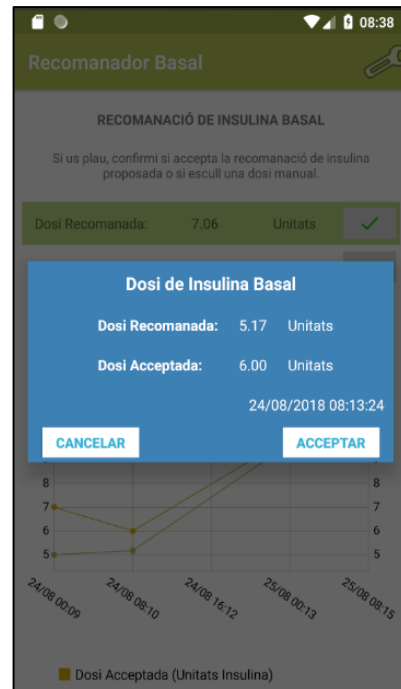 08:38
Recomanador Basal
RECOMANACIÓ DE INSULINA BASAL
Si us plau, confirmi si accepta la recomanació de insulina
proposada o si escull una dosi manual.
Dosi Recomanada: 7.06 Unitats
Dosi de Insulina Basal
Dosi Recomanada: 5.17 Unitats
Dosi Acceptada: 6.00 Unitats
24/08/2018 08:13:24
CANCELAR ACCEPTAR
8 8
7 7
6 6
5 5
24/08 00:09 24/08 08:10 24/08 16:12 25/08 00:13 25/08 08:15
Dosi Acceptada (Unitats Insulina)